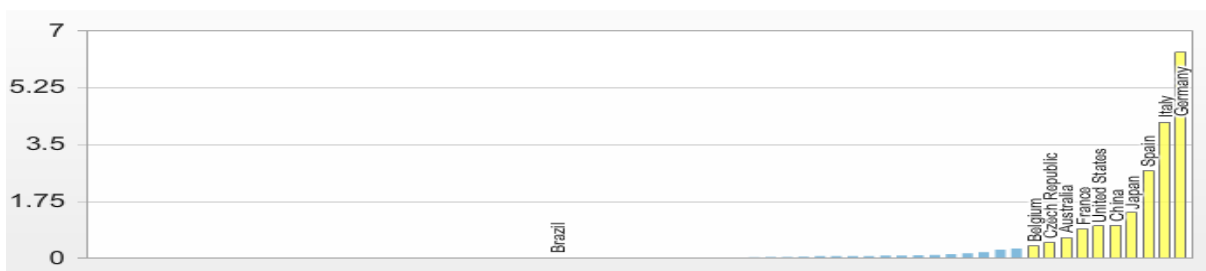 7
5.25
3.5
1.75
0
Brazil
Belgium
Czech Republic
Australia
France
United States
China
Japan
Spain
Italy
Germany